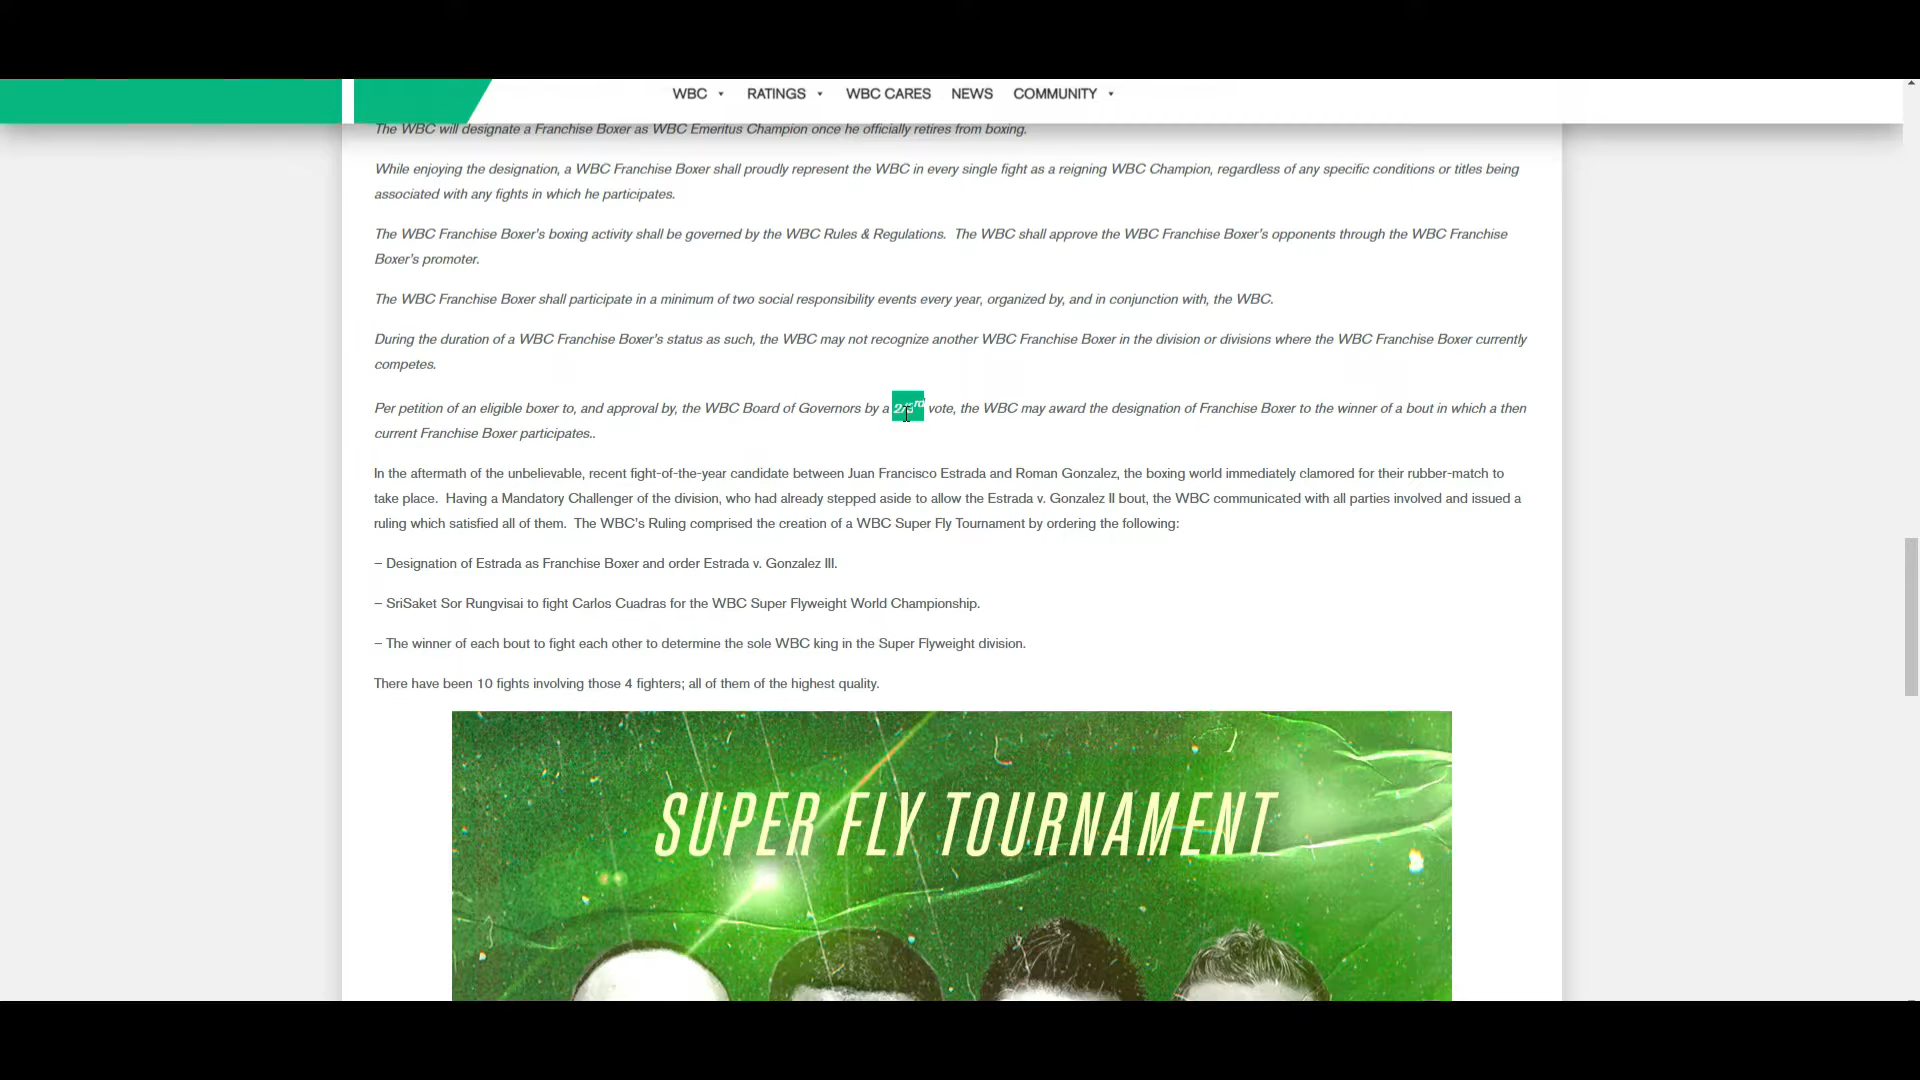 WBC RATINGS WBC CARES NEWS COMMUNITY
The WBC will designate a Franchise Boxer as WBC Emeritus Champion once he officially retires from boxing.
While enjoying the designation, a WBC Franchise Boxer shall proudly represent the WBC in every single fight as a reigning WBC Champion, regardless of any specific conditions or titles being
associated with any fights in which he participates.
The WBC Franchise Boxer's boxing activity shall be governed by the WBC Rules & Regulations.  The WBC shall approve the WBC Franchise Boxer's opponents through the WBC Franchise
Boxer's promoter.
The WBC Franchise Boxer shall participate in a minimum of two social responsibility events every year, organized by, and in conjunction with, the WBC.
During the duration of a WBC Franchise Boxer's status as such, the WBC may not recognize another WBC Franchise Boxer in the division or divisions where the WBC Franchise Boxer currently
competes.
Per petition of an eligible boxer to, and approval by, the WBC Board of Governors by a 2/3rd vote, the WBC may award the designation of Franchise Boxer to the winner of a bout in which a then
current Franchise Boxer participates..
In the aftermath of the unbelievable, recent fight-of-the-year candidate between Juan Francisco Estrada and Roman Gonzalez, the boxing world immediately clamored for their rubber-match to
take place.  Having a Mandatory Challenger of the division, who had already stepped aside to allow the Estrada v. Gonzalez II bout, the WBC communicated with all parties involved and issued a
ruling which satisfied all of them.  The WBC's Ruling comprised the creation of a WBC Super Fly Tournament by ordering the following:
– Designation of Estrada as Franchise Boxer and order Estrada v. Gonzalez III.
– SriSaket Sor Rungvisai to fight Carlos Cuadras for the WBC Super Flyweight World Championship.
– The winner of each bout to fight each other to determine the sole WBC king in the Super Flyweight division.
There have been 10 fights involving those 4 fighters; all of them of the highest quality.
SUPER FLY TOURNAMENT